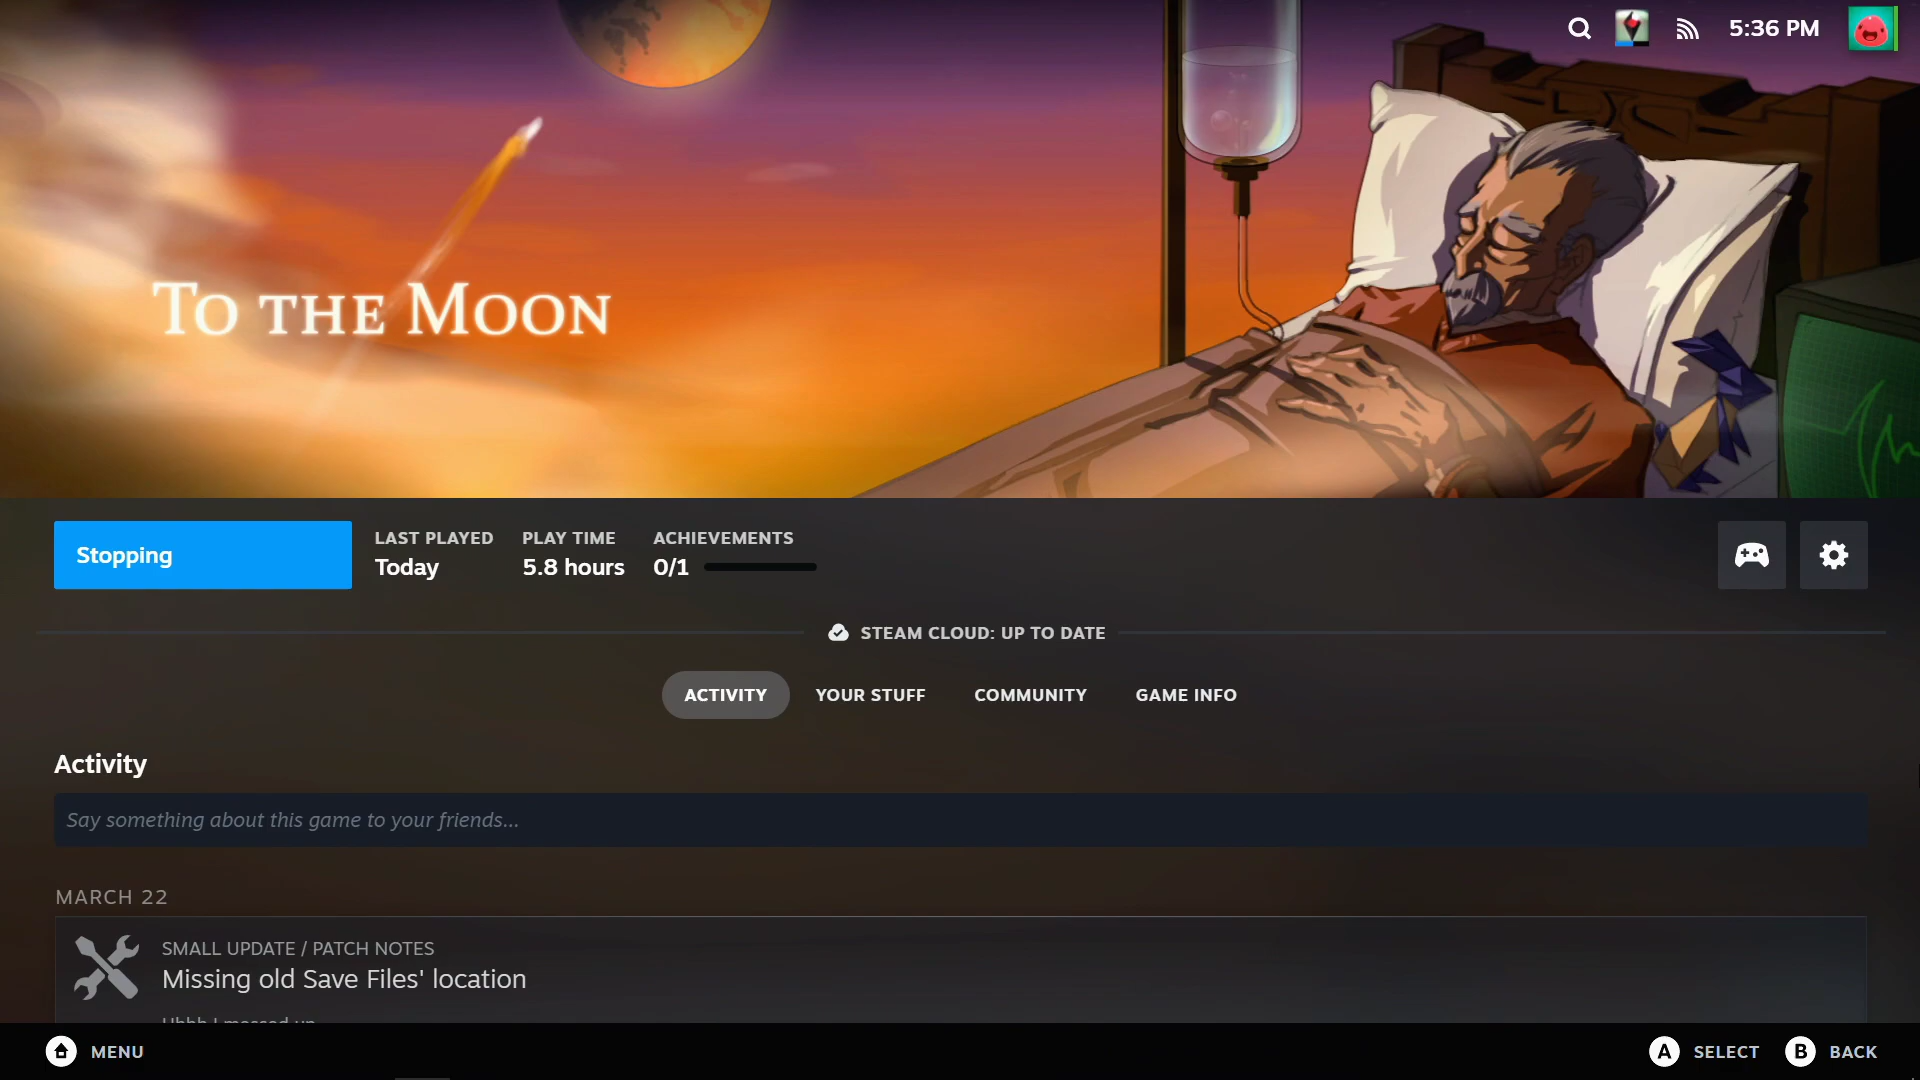 5:36 PM
To the Moon
Stopping
LAST PLAYED
Today
PLAY TIME
5.8 hours
ACHIEVEMENTS
0/1
STEAM CLOUD: UP TO DATE
ACTIVITY
YOUR STUFF
COMMUNITY
GAME INFO
Activity
Say something about this game to your friends...
MARCH 22
SMALL UPDATE / PATCH NOTES
Missing old Save Files' location
MENU
A SELECT
B BACK